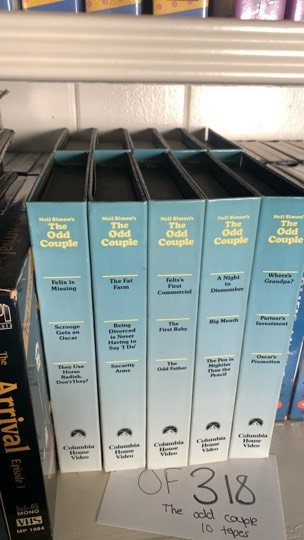 Neil Simon's
The
Odd
Couple
Felix is
Missing
Scrooge
Gets an
Oscar
They Use
Horse
Radish,
Don't They?
Columbia
House
Video
Neil Simon's
The
Odd
Couple
The Fat
Farm
Being
Divorced
is Never
Having to
Say 'I Do'
Security
Arms
Columbia
House
Video
Neil Simon's
The
Odd
Couple
Felix's
First
Commercial
The
First Baby
The
Odd Father
Columbia
House
Video
Neil Simon's
The
Odd
Couple
A Night
to
Dismember
Big Mouth
The Pen is
Mightier
Than the
Pencil
Columbia
House
Video
Neil Simon's
The
Odd
Couple
Where's
Grandpa?
Partner's
Investment
Oscar's
Promotion
Columbia
House
Video
The
Arrival
Episode 1
MONO
VHS
MP 1984
OF 318
The odd couple
10 tapes